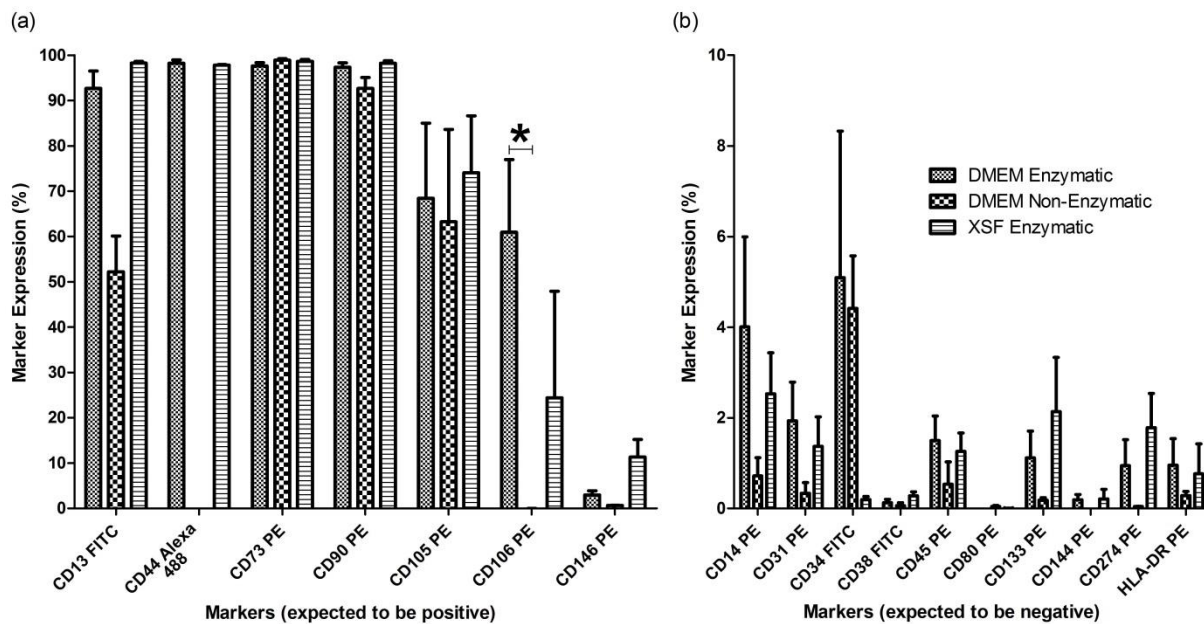 (a)
Marker Expression (%)
100
90
80
70
60
50
40
30
20
10
0
*
CD13 FITC
CD44 Alexa
488
CD73 PE
CD90 PE
CD105 PE
CD106 PE
CD146 PE
Markers (expected to be positive)
(b)
Marker Expression (%)
10
8
6
4
2
0
DMEM Enzymatic
DMEM Non-Enzymatic
XSF Enzymatic
CD14 PE
CD31 PE
CD34 FITC
CD38 FITC
CD45 PE
CD80 PE
CD133 PE
CD144 PE
CD274 PE
HLA-DR PE
Markers (expected to be negative)